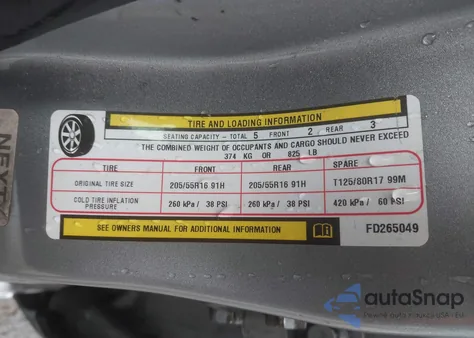 TIRE AND LOADING INFORMATION
SEATING CAPACITY - TOTAL 5 FRONT 2 REAR 3
THE COMBINED WEIGHT OF OCCUPANTS AND CARGO SHOULD NEVER EXCEED
374 KG OR 825 LB
TIRE FRONT REAR SPARE
ORIGINAL TIRE SIZE 205/55R16 91H 205/55R16 91H T125/80R17 99M
COLD TIRE INFLATION PRESSURE 260 kPa / 38 PSI 260 kPa / 38 PSI 420 kPa / 60 PSI
SEE OWNERS MANUAL FOR ADDITIONAL INFORMATION FD265049
NEXT
autaSnap